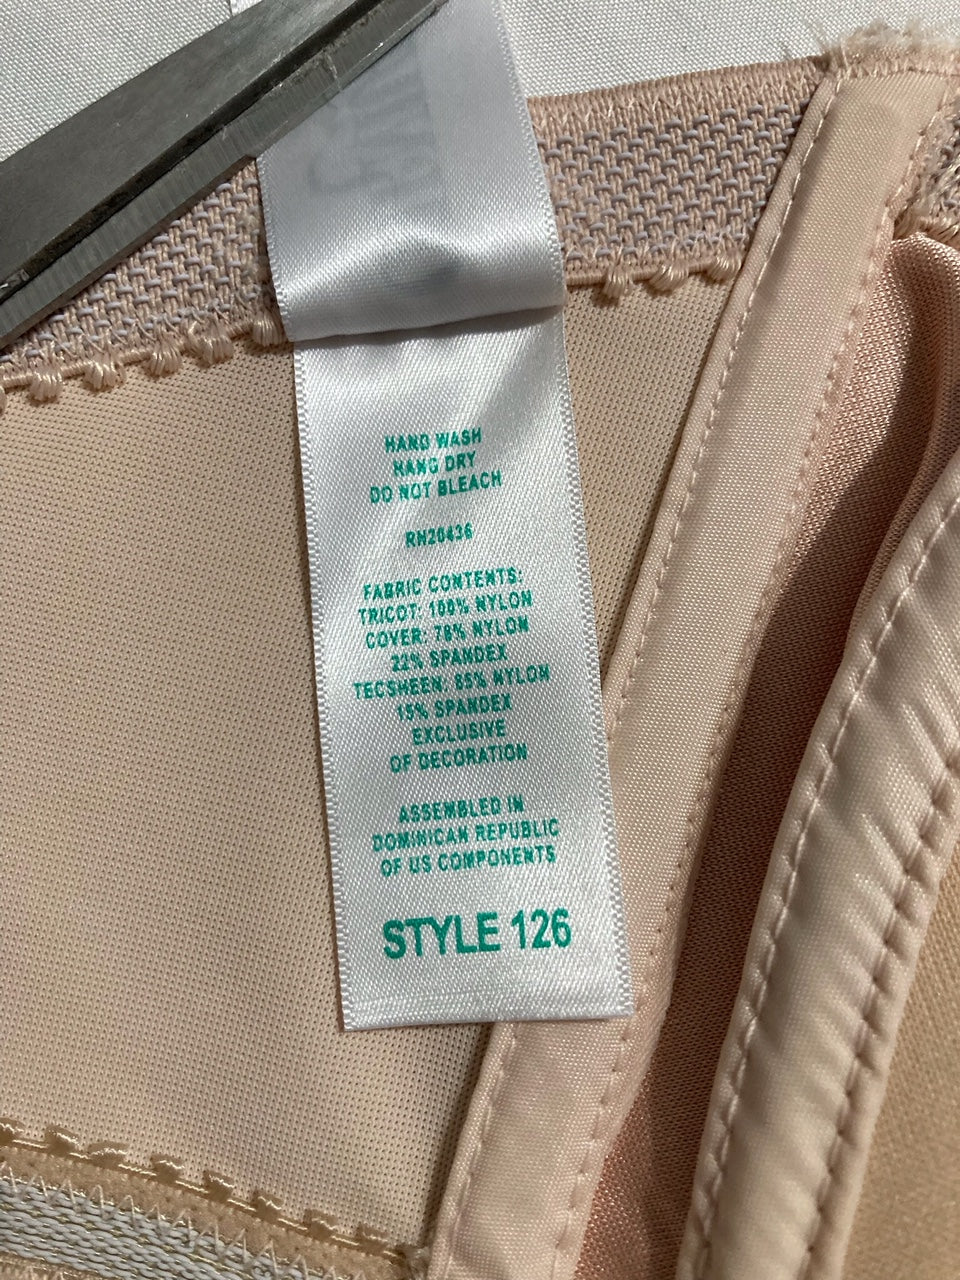 HAND WASH
HANG DRY
DO NOT BLEACH
RN20436
FABRIC CONTENTS:
TRICOT: 100% NYLON
COVER: 78% NYLON
22% SPANDEX
TECSHEEN: 85% NYLON
15% SPANDEX
EXCLUSIVE
OF DECORATION
ASSEMBLED IN
DOMINICAN REPUBLIC
OF US COMPONENTS
STYLE 126